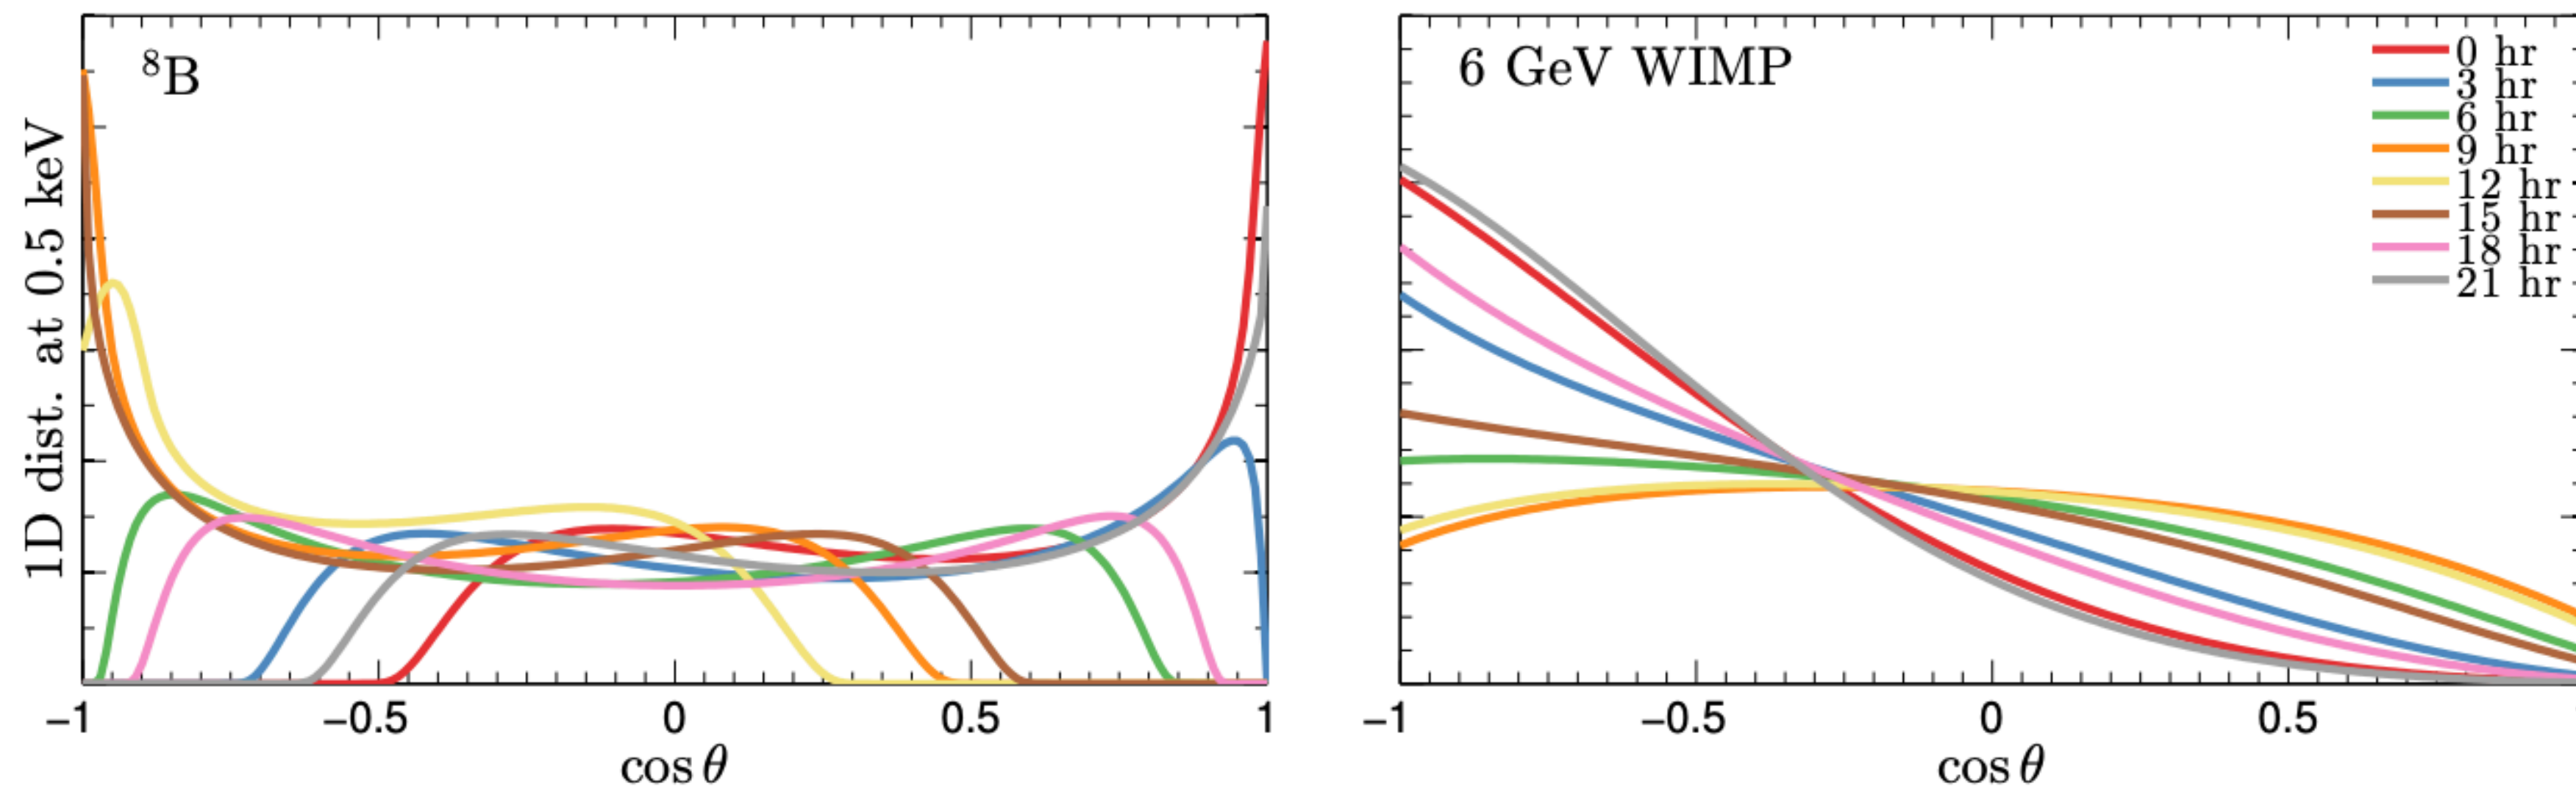 ⁸B
1D dist. at 0.5 keV
−1 −0.5 0 0.5 1
cos θ
6 GeV WIMP
0 hr
3 hr
6 hr
9 hr
12 hr
15 hr
18 hr
21 hr
−1 −0.5 0 0.5
cos θ